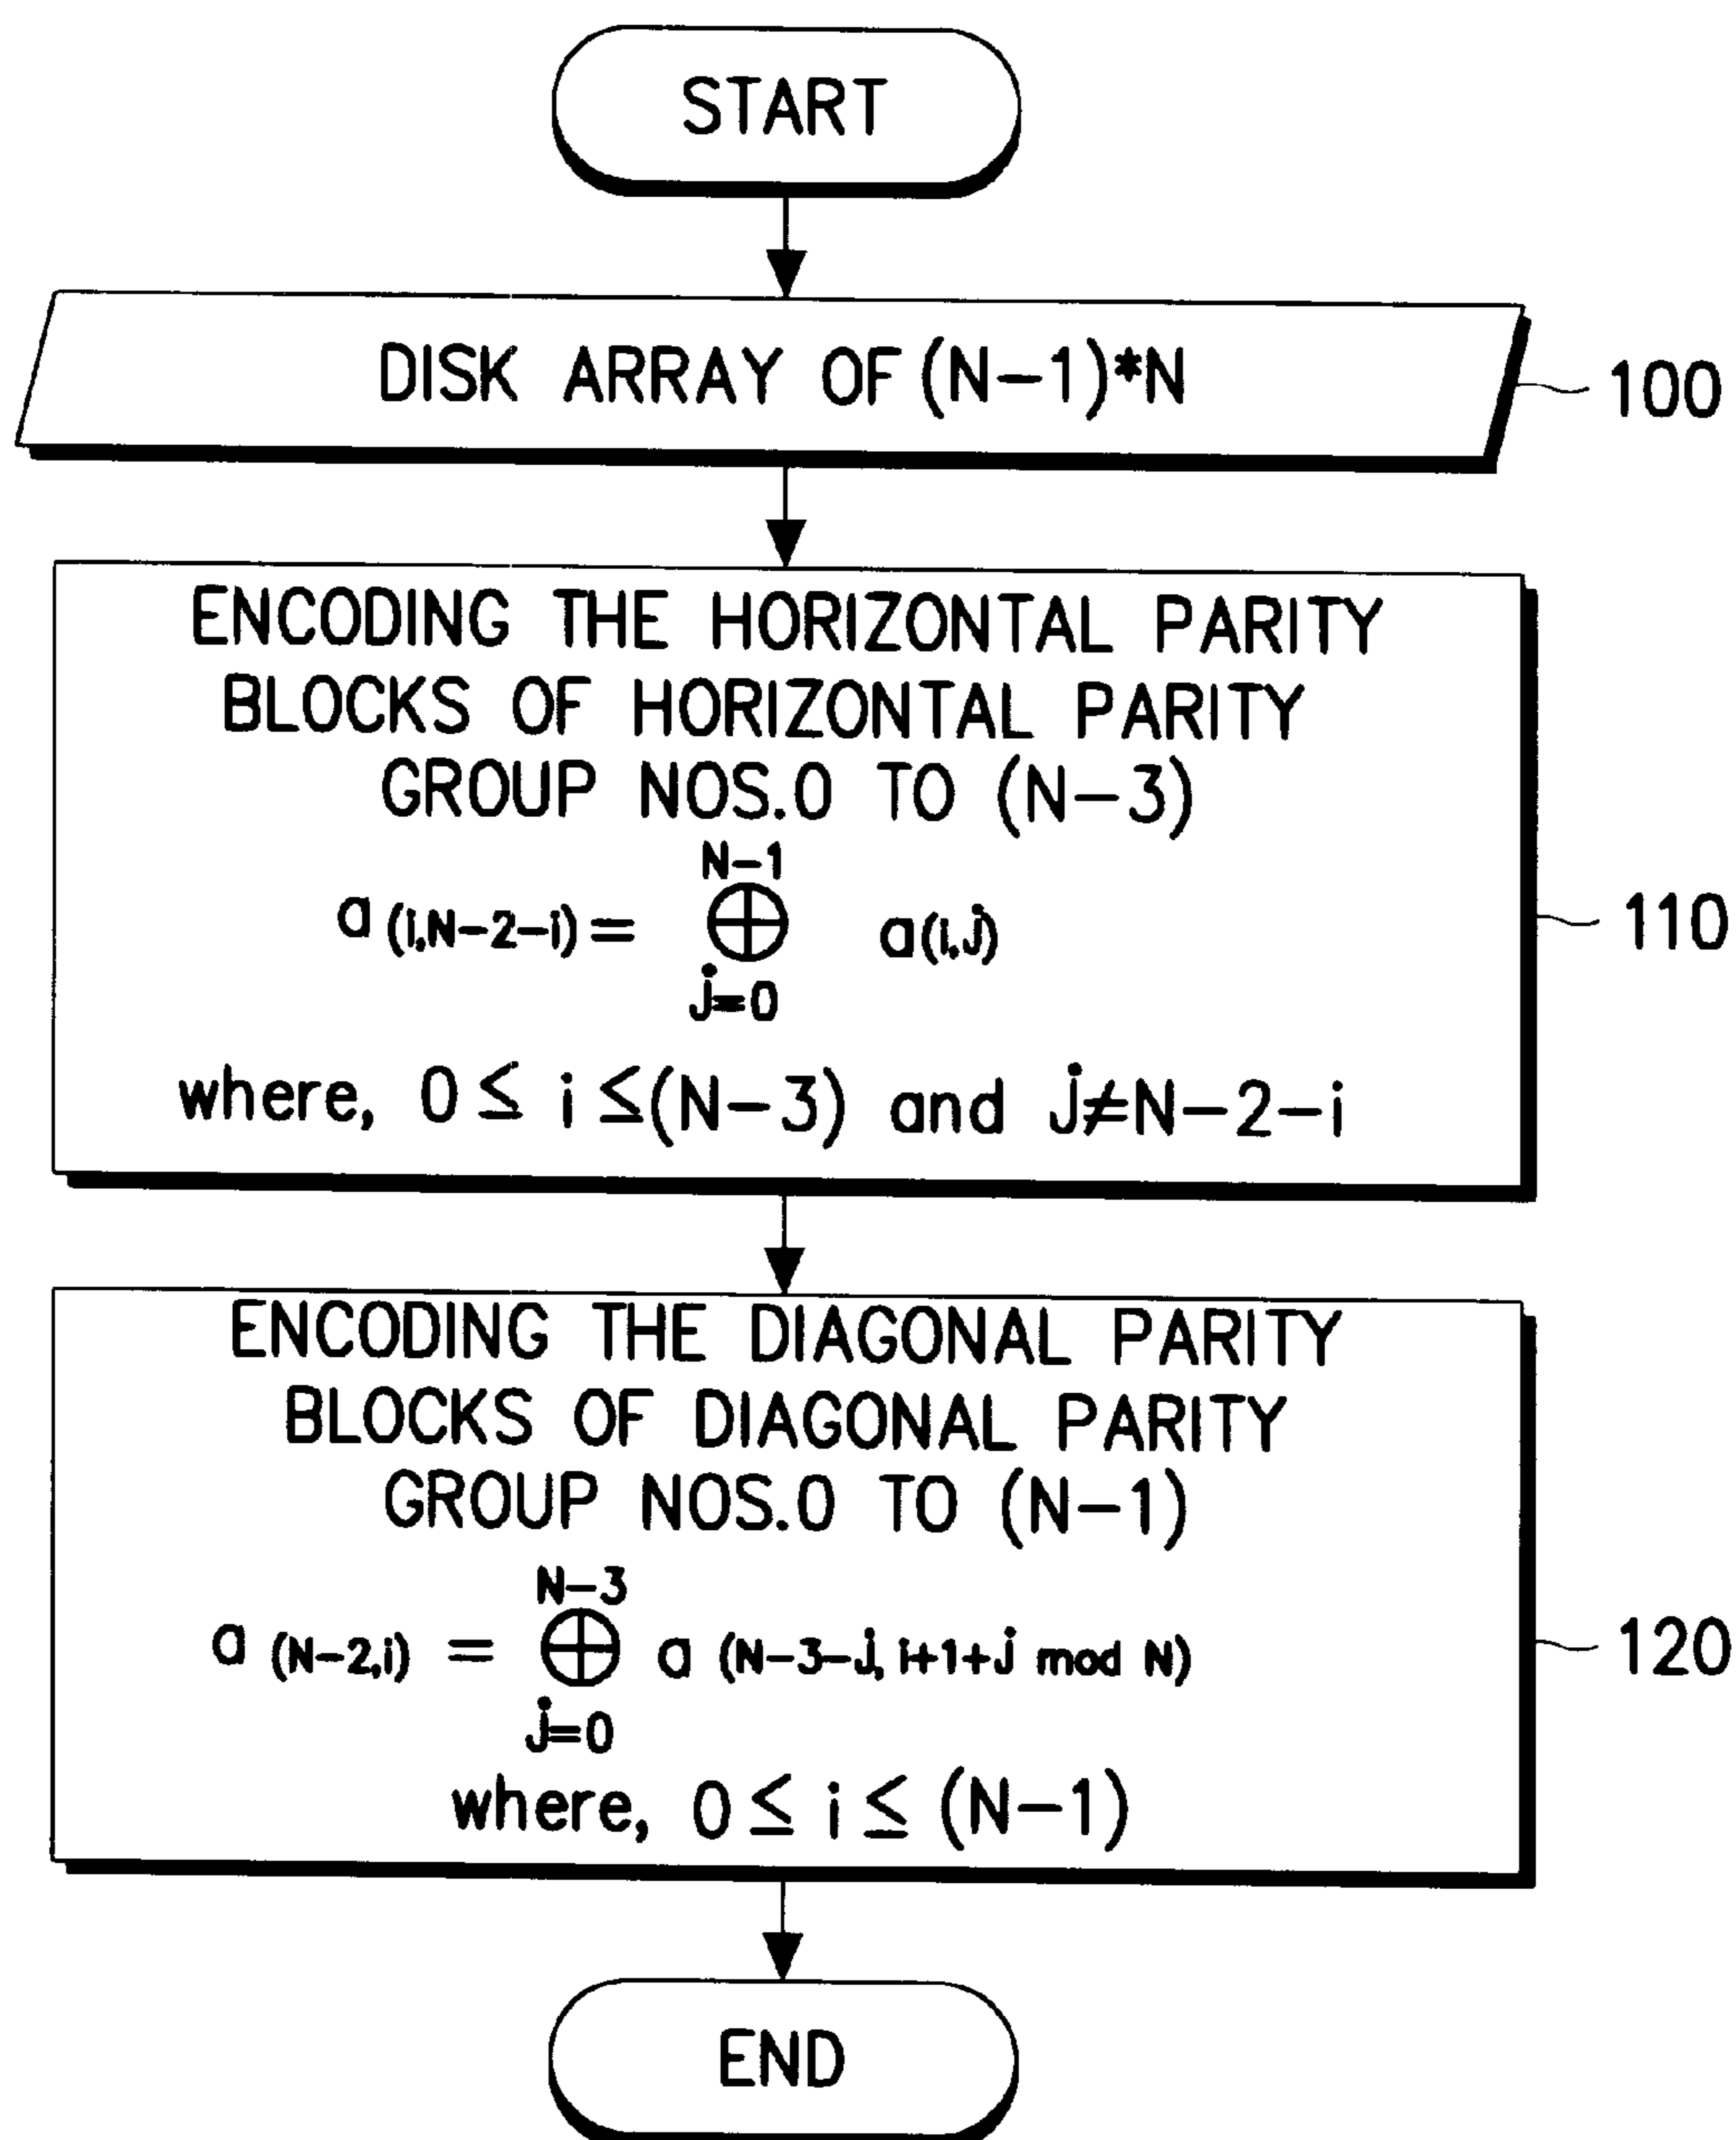 START
DISK ARRAY OF (N-1)*N
100
ENCODING THE HORIZONTAL PARITY
BLOCKS OF HORIZONTAL PARITY
GROUP NOS.0 TO (N-3)
N-1
a (i,N-2-i) = ⊕ a(i,j)
j=0
where, 0 ≤ i ≤(N-3) and j≠N-2-i
110
ENCODING THE DIAGONAL PARITY
BLOCKS OF DIAGONAL PARITY
GROUP NOS.0 TO (N-1)
N-3
a (N-2,i) = ⊕ a (N-3-j, i+1+j mod N)
j=0
where, 0 ≤ i ≤ (N-1)
120
END